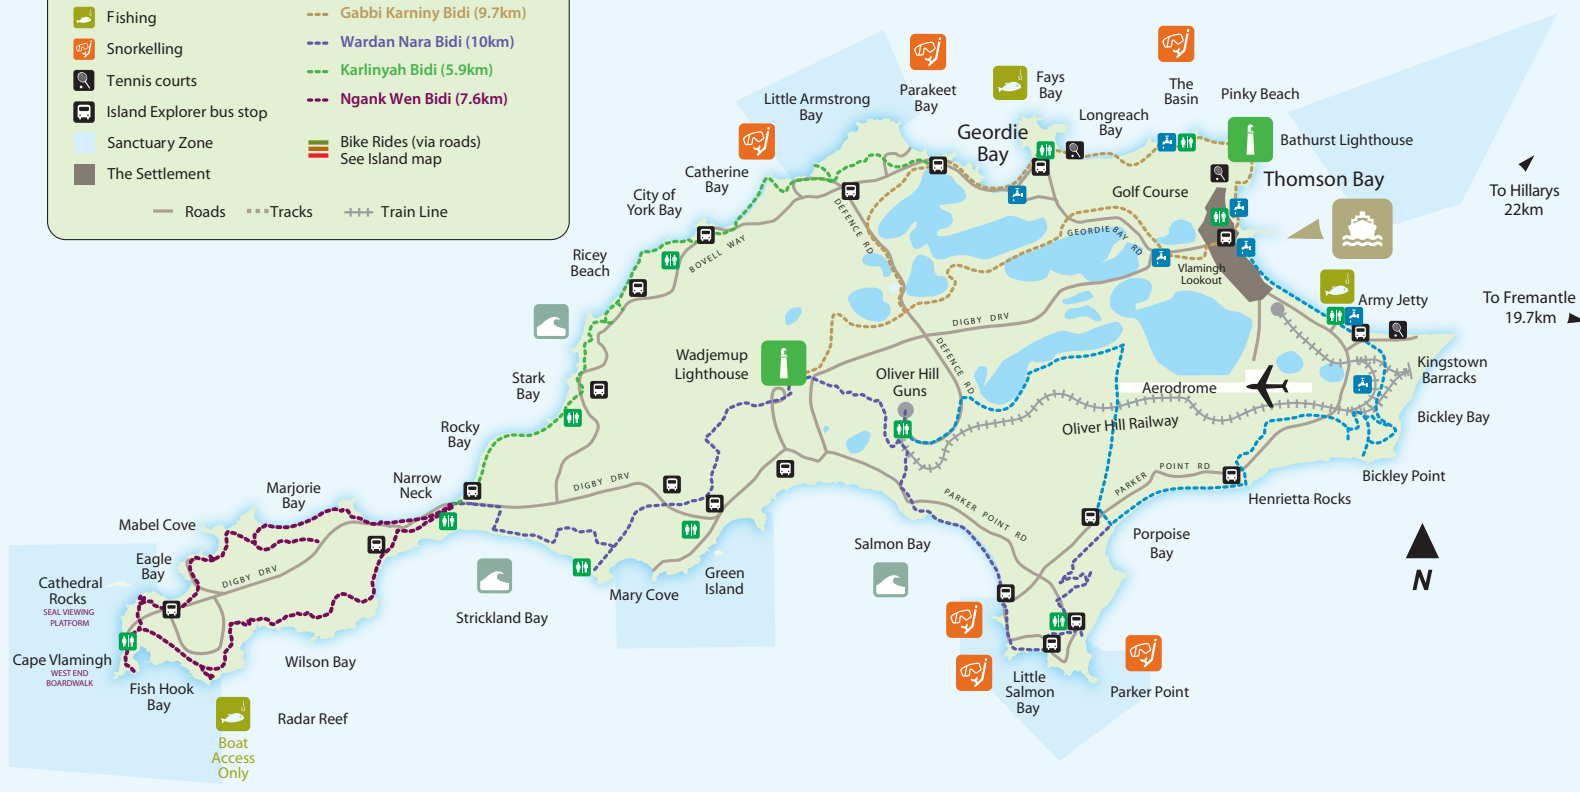 Fishing
Snorkelling
Tennis courts
Island Explorer bus stop
Sanctuary Zone
The Settlement
Gabbi Karniny Bidi (9.7km)
Wardan Nara Bidi (10km)
Karlinyah Bidi (5.9km)
Ngank Wen Bidi (7.6km)
Bike Rides (via roads)
See Island map
Roads
Tracks
Train Line
Little Armstrong
Bay
Parakeet
Bay
Fays
Bay
Geordie
Bay
Longreach
Bay
The
Basin
Pinky Beach
Bathurst Lighthouse
Thomson Bay
Golf Course
To Hillarys
22km
To Fremantle
19.7km
Catherine
Bay
City of
York Bay
Ricey
Beach
BOVELL WAY
DEFENCE RD
GEORDIE BAY RD
Vlamingh
Lookout
Army Jetty
Kingstown
Barracks
Bickley Bay
Bickley Point
DIGBY DRV
DEFENCE RD
Wadjemup
Lighthouse
Oliver Hill
Guns
Aerodrome
Oliver Hill Railway
Stark
Bay
Rocky
Bay
Narrow
Neck
DIGBY DRV
PARKER POINT RD
PARKER POINT RD
Henrietta Rocks
Porpoise
Bay
Marjorie
Bay
Mabel Cove
Eagle
Bay
DIGBY DRV
Cathedral
Rocks
SEAL VIEWING
PLATFORM
Cape Vlamingh
WEST END
BOARDWALK
Fish Hook
Bay
Wilson Bay
Radar Reef
Boat
Access
Only
Strickland Bay
Mary Cove
Green
Island
Salmon Bay
Little
Salmon
Bay
Parker Point
N